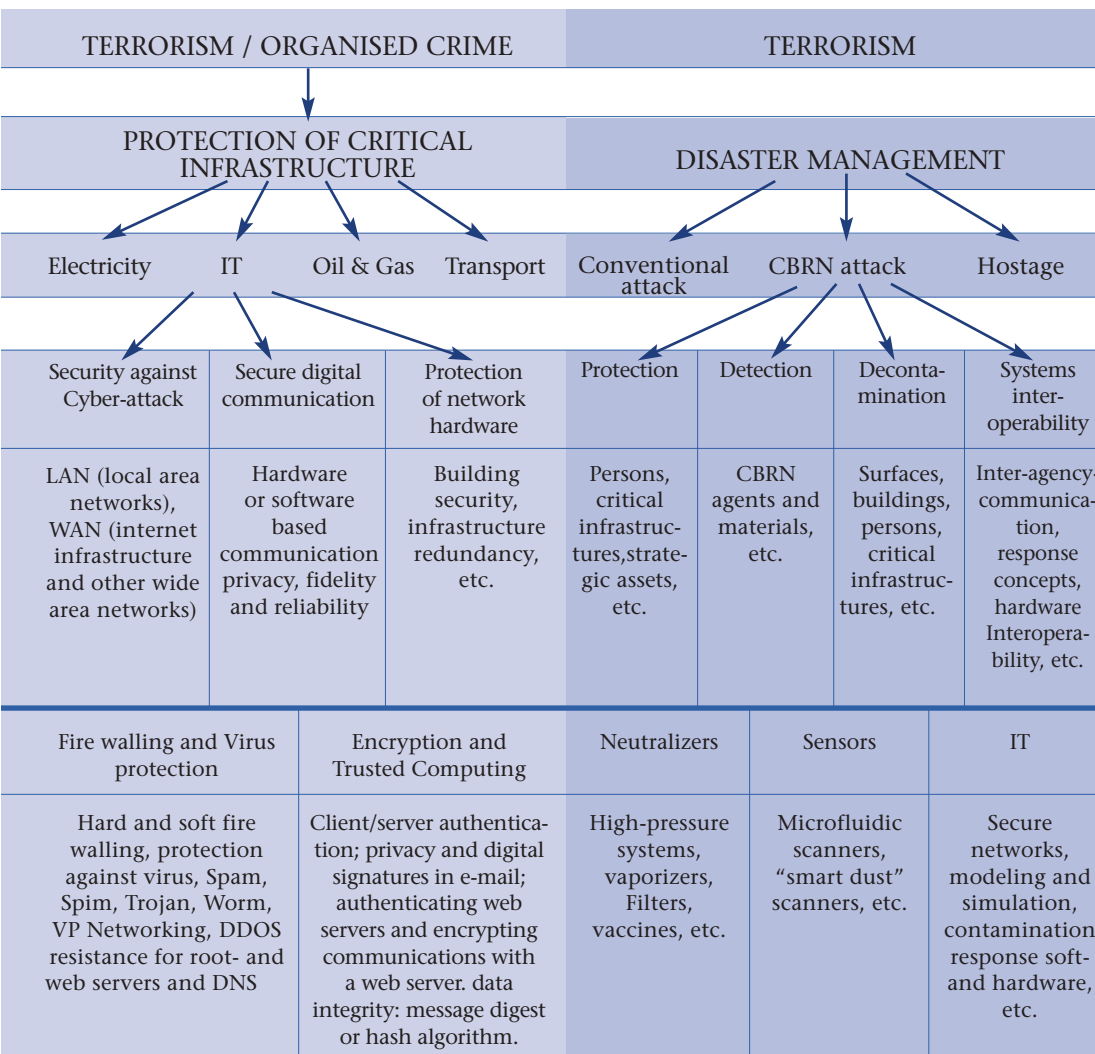 TERRORISM / ORGANISED CRIME
TERRORISM
PROTECTION OF CRITICAL
INFRASTRUCTURE
DISASTER MANAGEMENT
Electricity
IT
Oil & Gas
Transport
Conventional
attack
CBRN attack
Hostage
Security against
Cyber-attack
Secure digital
communication
Protection
of network
hardware
Protection
Detection
Deconta-
mination
Systems
inter-
operability
LAN (local area
networks),
WAN (internet
infrastructure
and other wide
area networks)
Hardware
or software
based
communication
privacy, fidelity
and reliability
Building
security,
infrastructure
redundancy,
etc.
Persons,
critical
infrastruc-
tures,strate-
gic assets,
etc.
CBRN
agents and
materials,
etc.
Surfaces,
buildings,
persons,
critical
infrastruc-
tures, etc.
Inter-agency-
communica-
tion,
response
concepts,
hardware
Interopera-
bility, etc.
Fire walling and Virus
protection
Encryption and
Trusted Computing
Neutralizers
Sensors
IT
Hard and soft fire
walling, protection
against virus, Spam,
Spim, Trojan, Worm,
VP Networking, DDOS
resistance for root- and
web servers and DNS
Client/server authentica-
tion; privacy and digital
signatures in e-mail;
authenticating web
servers and encrypting
communications with
a web server. data
integrity: message digest
or hash algorithm.
High-pressure
systems,
vaporizers,
Filters,
vaccines, etc.
Microfluidic
scanners,
“smart dust”
scanners, etc.
Secure
networks,
modeling and
simulation,
contamination
response soft-
and hardware,
etc.